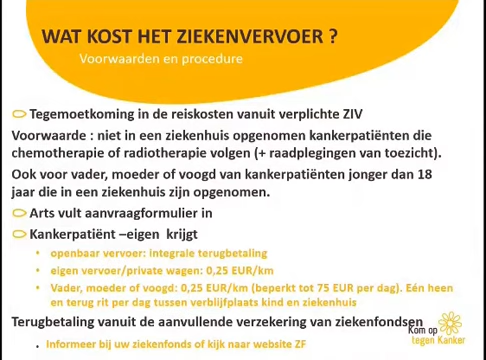 WAT KOST HET ZIEKENVERVOER ?
Voorwaarden en procedure
Tegemoetkoming in de reiskosten vanuit verplichte ZIV
Voorwaarde : niet in een ziekenhuis opgenomen kankerpatiënten die
chemotherapie of radiotherapie volgen (+ raadplegingen van toezicht).
Ook voor vader, moeder of voogd van kankerpatiënten jonger dan 18
jaar die in een ziekenhuis zijn opgenomen.
Arts vult aanvraagformulier in
Kankerpatiënt –eigen krijgt
• openbaar vervoer: integrale terugbetaling
• eigen vervoer/private wagen: 0,25 EUR/km
• Vader, moeder of voogd: 0,25 EUR/km (beperkt tot 75 EUR per dag). Eén heen
en terug rit per dag tussen verblijfplaats kind en ziekenhuis
Terugbetaling vanuit de aanvullende verzekering van ziekenfondsen
• Informeer bij uw ziekenfonds of kijk naar website ZF
Kom op
tegen Kanker